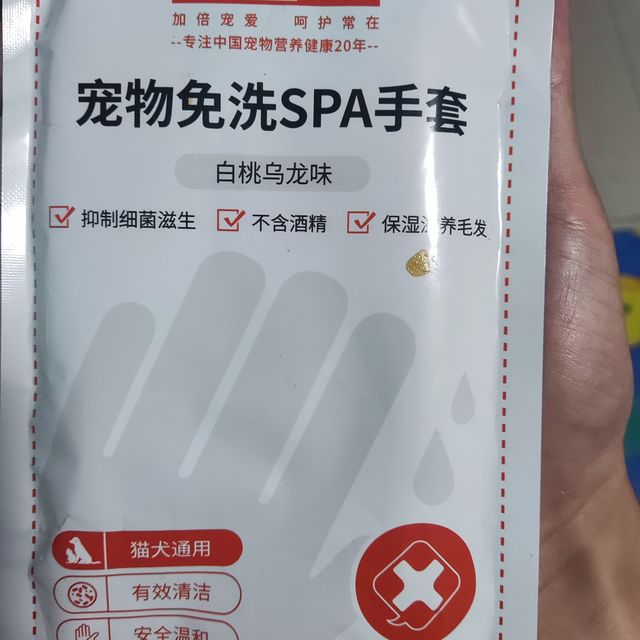 加倍宠爱 呵护常在
--专注中国宠物营养健康20年--
宠物免洗SPA手套
白桃乌龙味
抑制细菌滋生 不含酒精 保湿滋养毛发
猫犬通用
有效清洁
安全温和